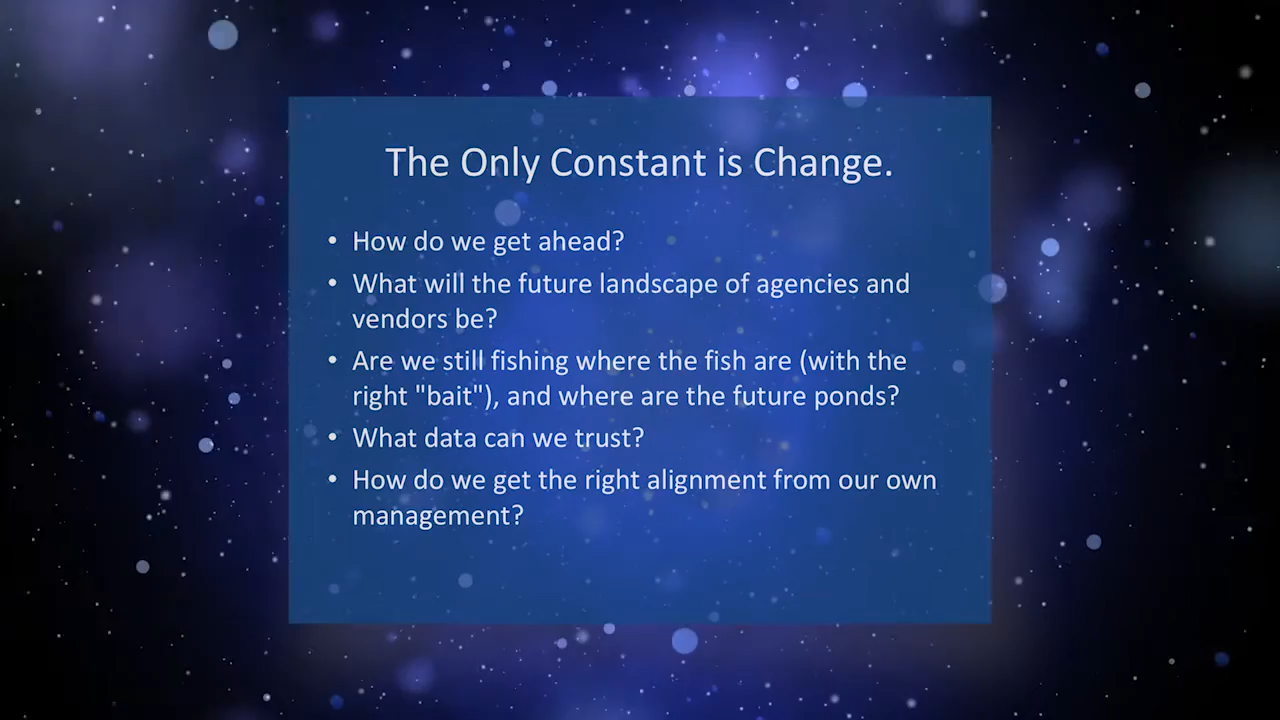 The Only Constant is Change.
• How do we get ahead?
• What will the future landscape of agencies and
vendors be?
• Are we still fishing where the fish are (with the
right "bait"), and where are the future ponds?
• What data can we trust?
• How do we get the right alignment from our own
management?